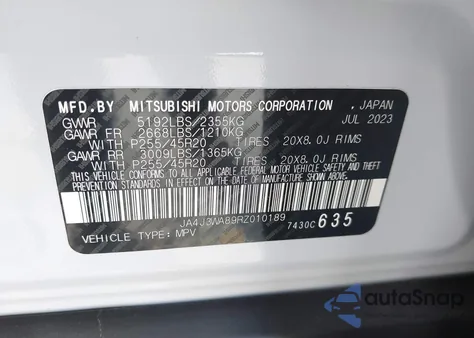 MFD.BY MITSUBISHI MOTORS CORPORATION . JAPAN
GVWR 5192LBS/2356KG JUL 2023
GAWR FR 2668LBS/1210KG
WITH P255/45R20 TIRES 20X8.0J RIMS
GAWR RR 3009LBS/1365KG
WITH P255/45R20 TIRES 20X8.0J RIMS
THIS VEHICLE CONFORMS TO ALL APPLICABLE FEDERAL
MOTOR VEHICLE SAFETY, BUMPER, AND THEFT
PREVENTION STANDARDS IN EFFECT ON THE DATE OF
MANUFACTURE SHOWN ABOVE.
JA4J3WA89RZ010189
VEHICLE TYPE: MPV 7430C 635
autoSnap